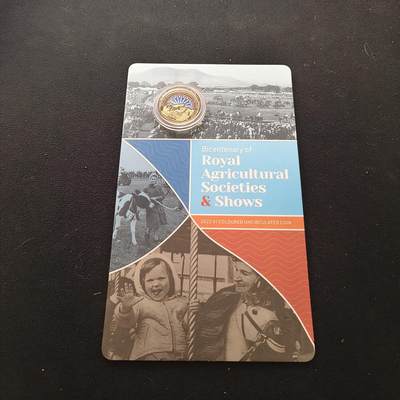 Bicentenary of
Royal
Agricultural
Societies
& Shows
2022 $1 COLOURED UNCIRCULATED COIN